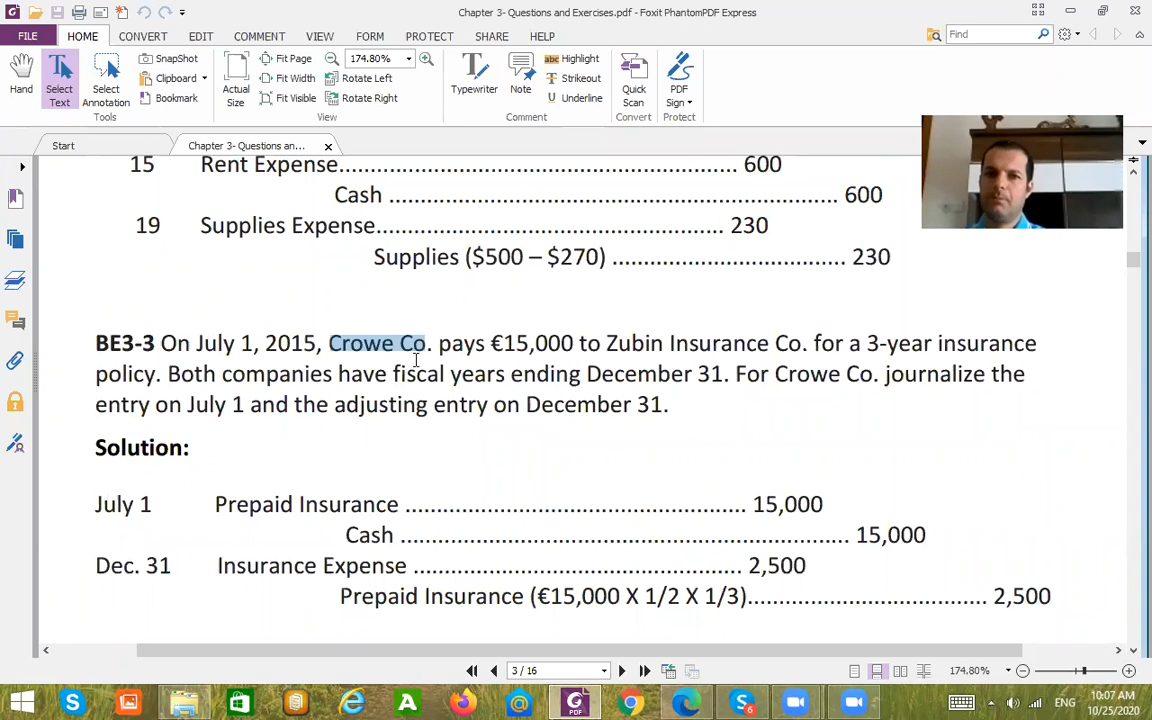 Chapter 3- Questions and Exercises.pdf - Foxit PhantomPDF Express
FILE HOME CONVERT EDIT COMMENT VIEW FORM PROTECT SHARE HELP
Find
Hand
Select Text
Select Annotation
SnapShot
Clipboard
Bookmark
Tools
Actual Size
Fit Page
Fit Width
Fit Visible
174.80%
Rotate Left
Rotate Right
View
Typewriter
Note
Highlight
Strikeout
Underline
Comment
Quick Scan
Convert
PDF Sign
Protect
Start
Chapter 3- Questions an...
15 Rent Expense........................................................................ 600
Cash .............................................................................. 600
19 Supplies Expense............................................................. 230
Supplies ($500 – $270) ......................................... 230
BE3-3 On July 1, 2015, Crowe Co. pays €15,000 to Zubin Insurance Co. for a 3-year insurance
policy. Both companies have fiscal years ending December 31. For Crowe Co. journalize the
entry on July 1 and the adjusting entry on December 31.
Solution:
July 1 Prepaid Insurance ............................................................ 15,000
Cash ............................................................................... 15,000
Dec. 31 Insurance Expense ......................................................... 2,500
Prepaid Insurance (€15,000 X 1/2 X 1/3)......................................... 2,500
3 / 16
174.80%
ENG
10:07 AM
10/25/2020